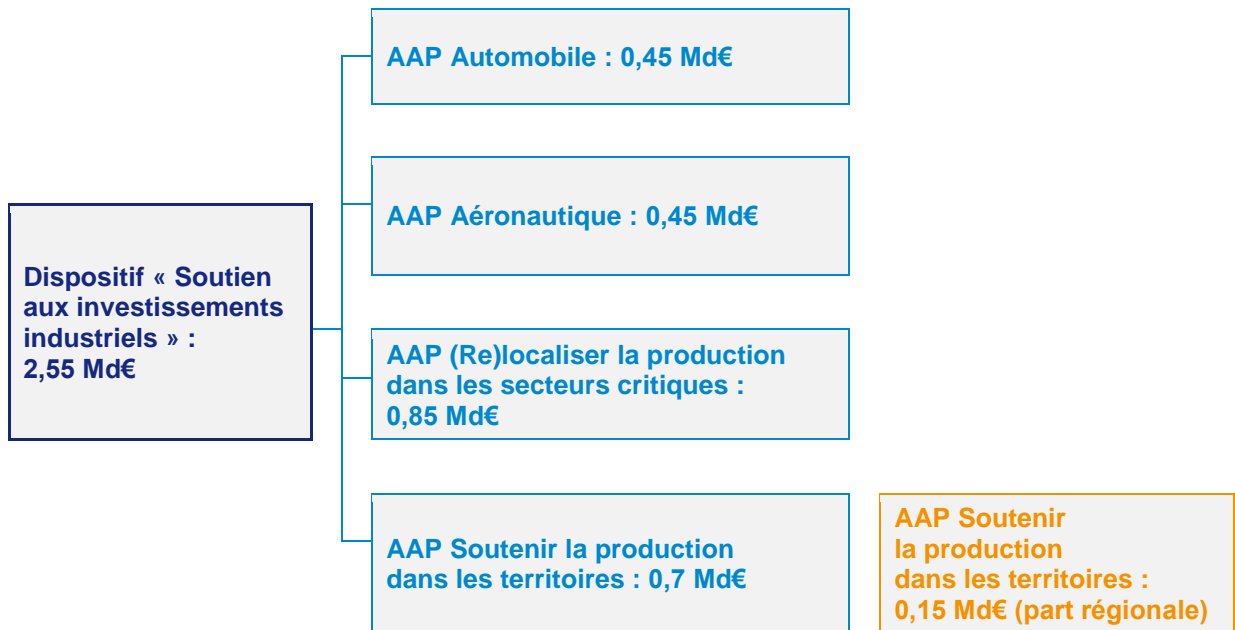 AAP Automobile : 0,45 Md€
AAP Aéronautique : 0,45 Md€
Dispositif « Soutien
aux investissements
industriels » :
2,55 Md€
AAP (Re)localiser la production
dans les secteurs critiques :
0,85 Md€
AAP Soutenir la production
dans les territoires : 0,7 Md€
AAP Soutenir
la production
dans les territoires :
0,15 Md€ (part régionale)